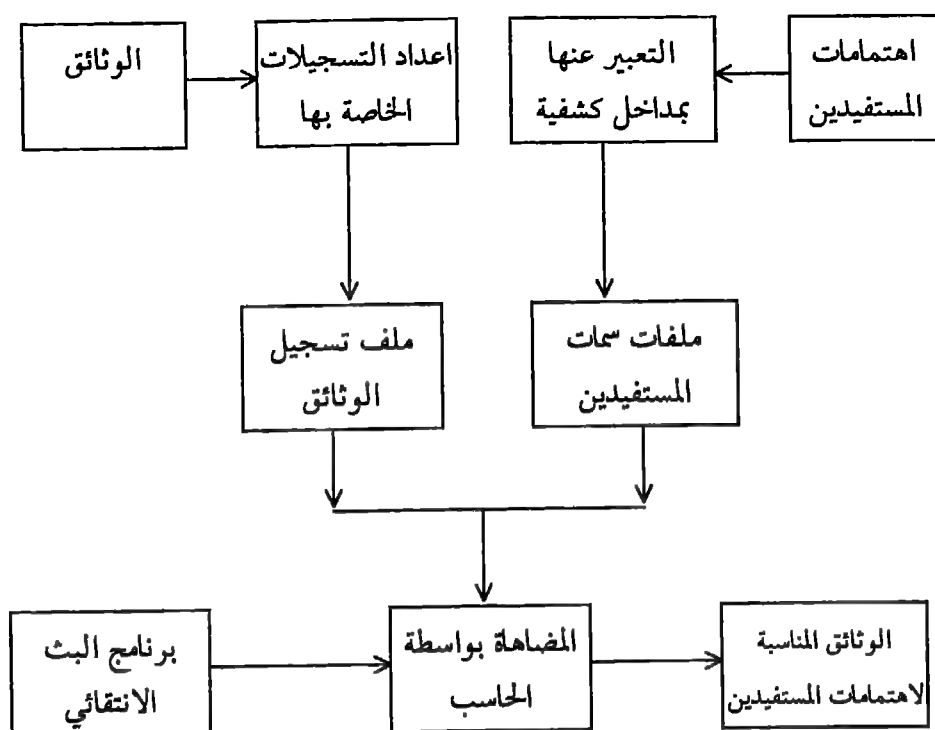 اهتمامات
المستفيدين
التعبير عنها
بمداخل كشفية
اعداد التسجيلات
الخاصة بها
الوثائق
ملفات سمات
المستفيدين
ملف تسجيل
الوثائق
برنامج البث
الانتقائي
المضاهاة بواسطة
الحاسب
الوثائق المناسبة
لاهتمامات المستفيدين